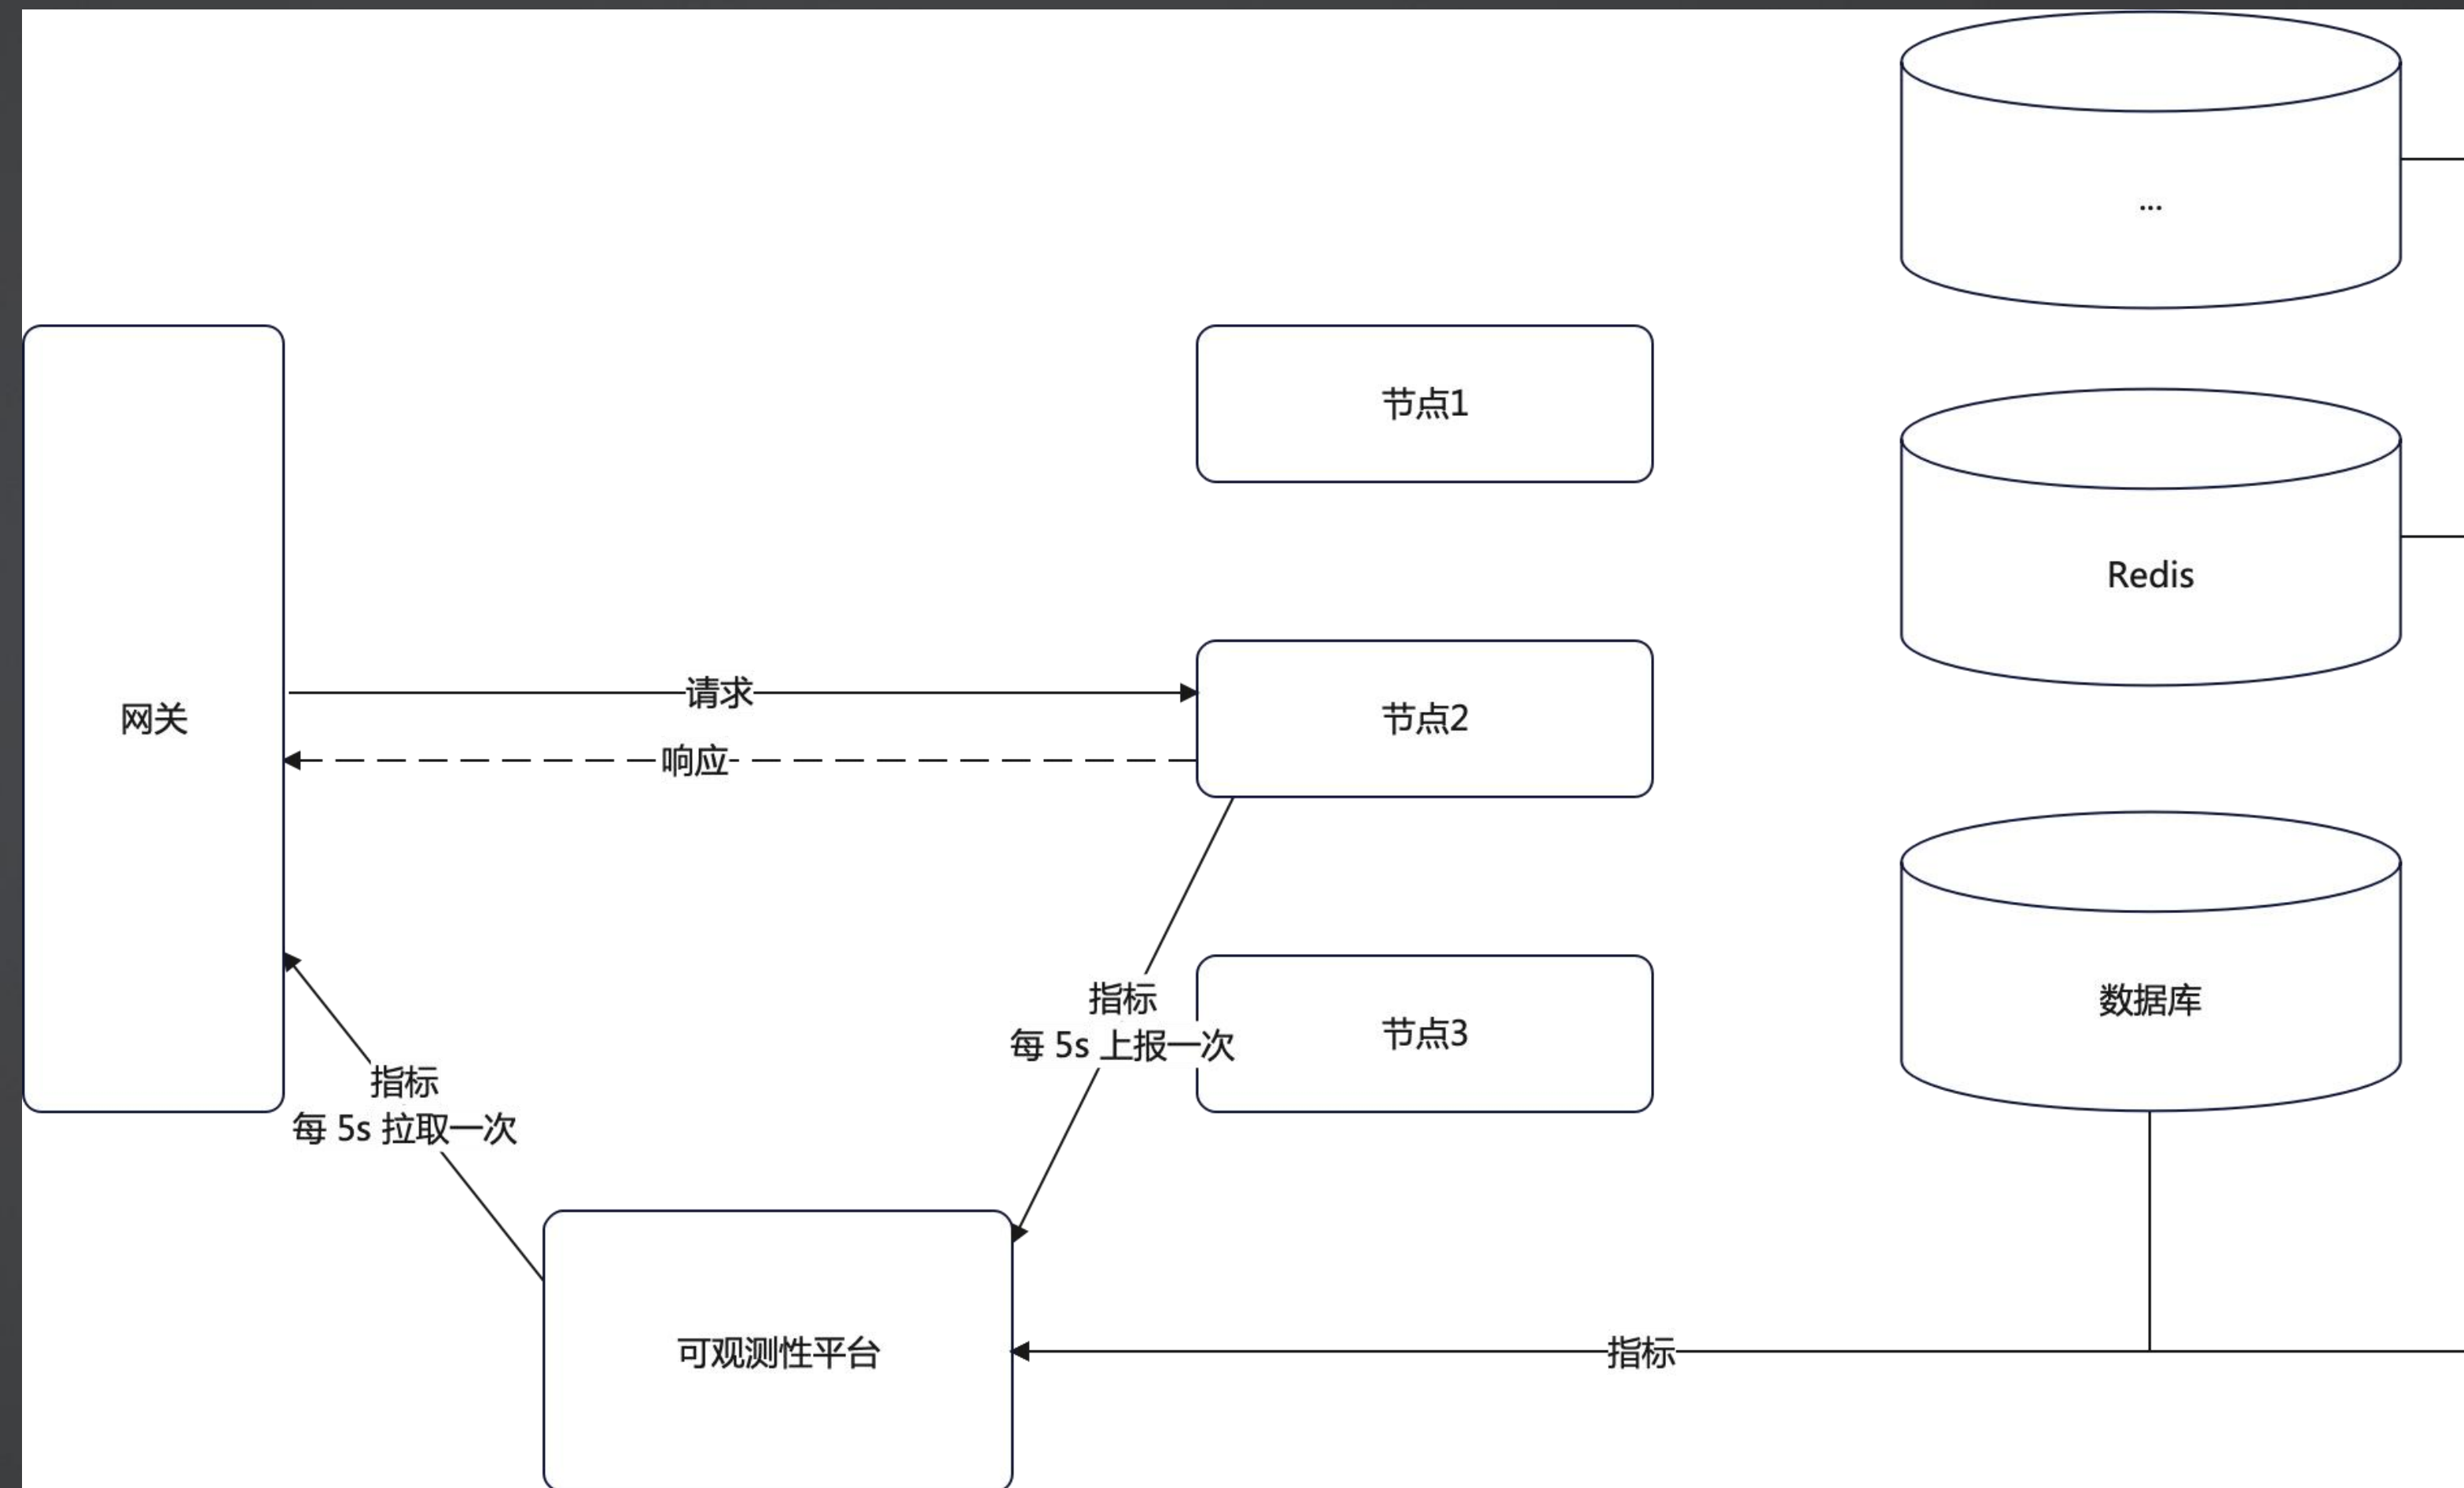 ...
节点1
Redis
请求
网关
节点2
响应
指标
每 5s 上报一次
节点3
数据库
指标
每 5s 拉取一次
可观测性平台
指标